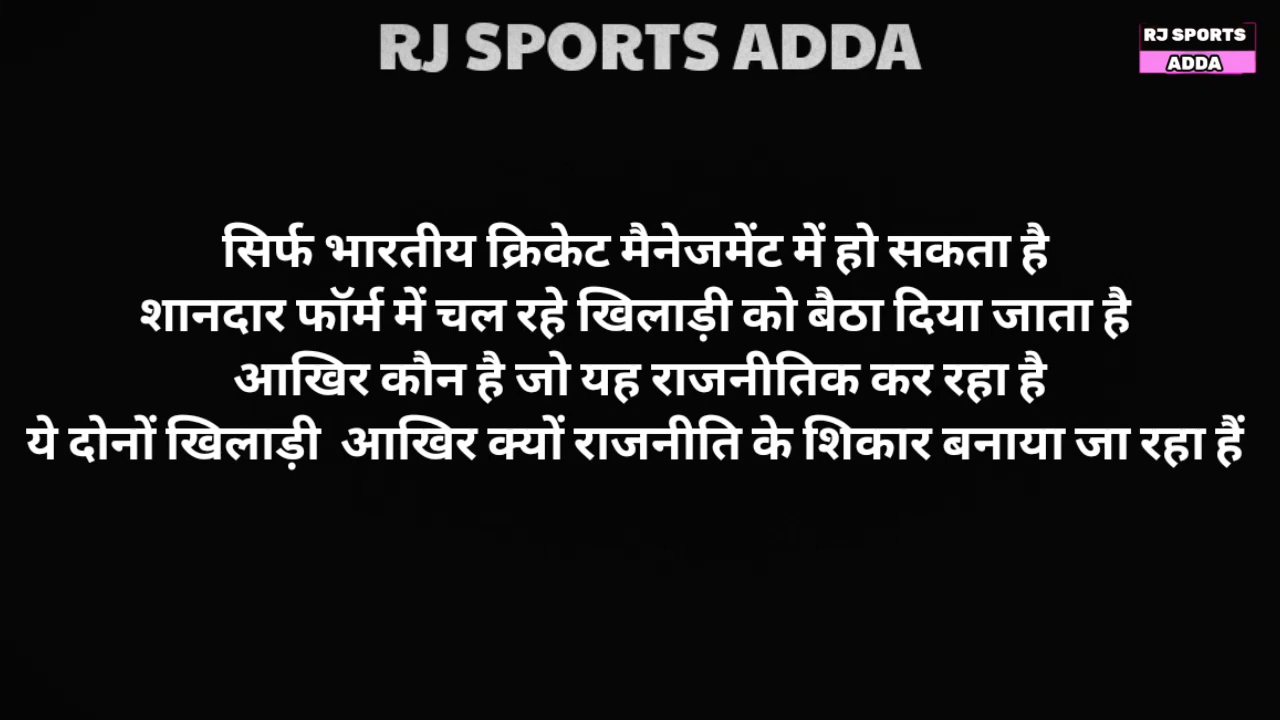 RJ SPORTS ADDA
RJ SPORTS
ADDA
सिर्फ भारतीय क्रिकेट मैनेजमेंट में हो सकता है
शानदार फॉर्म में चल रहे खिलाड़ी को बैठा दिया जाता है
आखिर कौन है जो यह राजनीतिक कर रहा है
ये दोनों खिलाड़ी आखिर क्यों राजनीति के शिकार बनाया जा रहा हैं